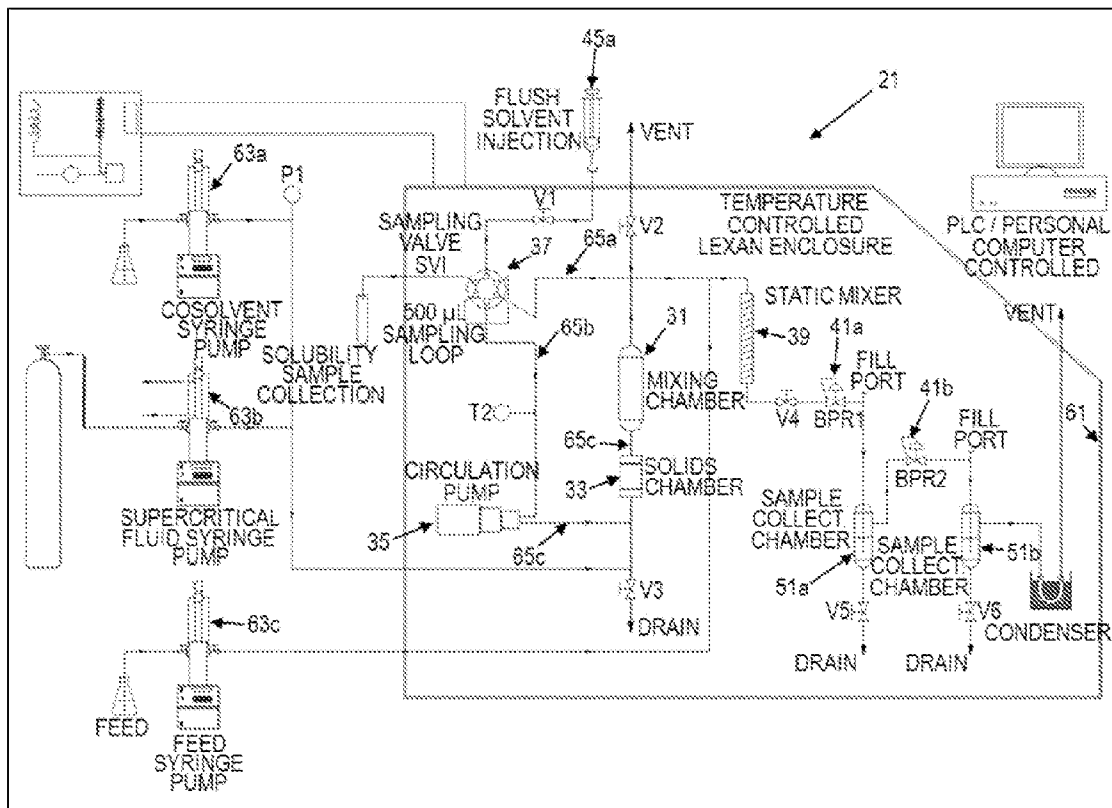 45a
FLUSH
SOLVENT
INJECTION
21
VENT
63a
P1
V1
TEMPERATURE
CONTROLLED
LEXAN ENCLOSURE
PLC / PERSONAL
COMPUTER
CONTROLLED
SAMPLING
VALVE
SVI
37
65a
V2
COSOLVENT
SYRINGE
PUMP
500 µL
SAMPLING
LOOP
65b
31
STATIC MIXER
39
41a
VENT
SOLUBILITY
SAMPLE
COLLECTION
63b
MIXING
CHAMBER
FILL
PORT
V4
BPR1
41b
FILL
PORT
61
T2
65c
BPR2
CIRCULATION
PUMP
SOLIDS
CHAMBER
33
35
65c
SUPERCRITICAL
FLUID SYRINGE
PUMP
SAMPLE
COLLECT
CHAMBER
SAMPLE
COLLECT
CHAMBER
51a
51b
V3
DRAIN
V5
V6
CONDENSER
63c
DRAIN
DRAIN
FEED
FEED
SYRINGE
PUMP